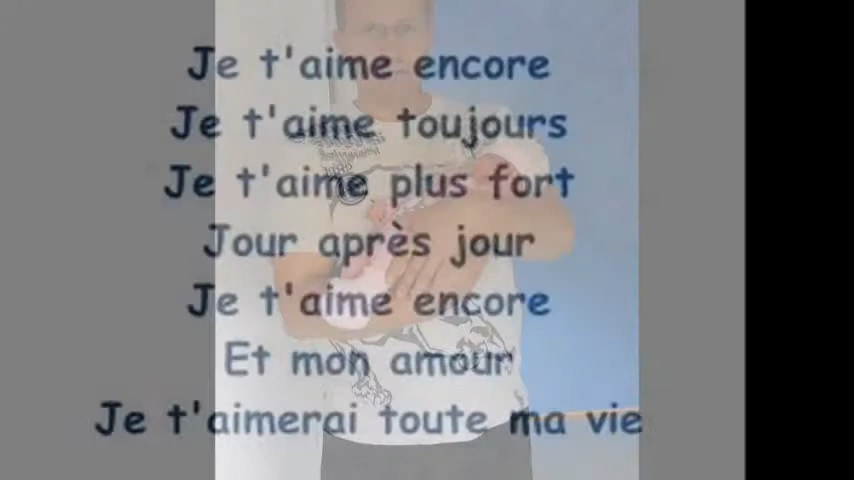 Je t'aime encore
Je t'aime toujours
Je t'aime plus fort
Jour après jour
Je t'aime encore
Et mon amour
Je t'aimerai toute ma vie